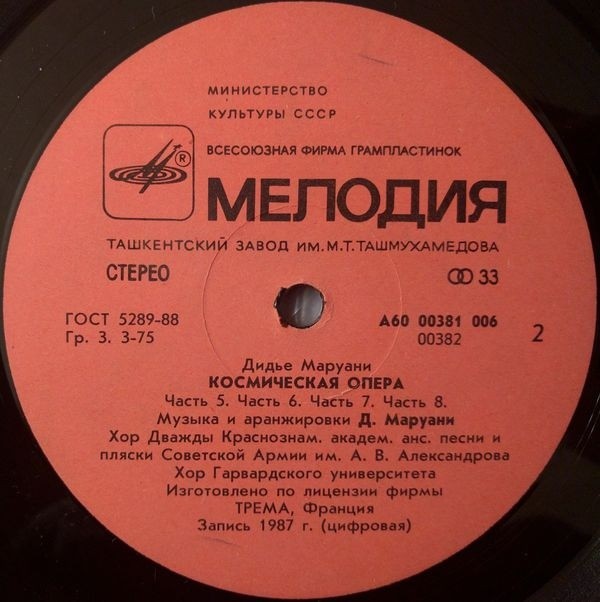 МИНИСТЕРСТВО
КУЛЬТУРЫ СССР
ВСЕСОЮЗНАЯ ФИРМА ГРАМПЛАСТИНОК
®
МЕЛОДИЯ
ТАШКЕНТСКИЙ ЗАВОД ИМ. М. Т. ТАШМУХАМЕДОВА
СТЕРЕО
33
ГОСТ 5289-88
Гр. 3. 3-75
А60 00381 006
00382
2
Дидье Маруани
КОСМИЧЕСКАЯ ОПЕРА
Часть 5. Часть 6. Часть 7. Часть 8.
Музыка и аранжировки Д. Маруани
Хор Дважды Краснознам. академ. анс. песни и
пляски Советской Армии им. А. В. Александрова
Хор Гарвардского университета
Изготовлено по лицензии фирмы
ТРЕМА, Франция
Запись 1987 г. (цифровая)